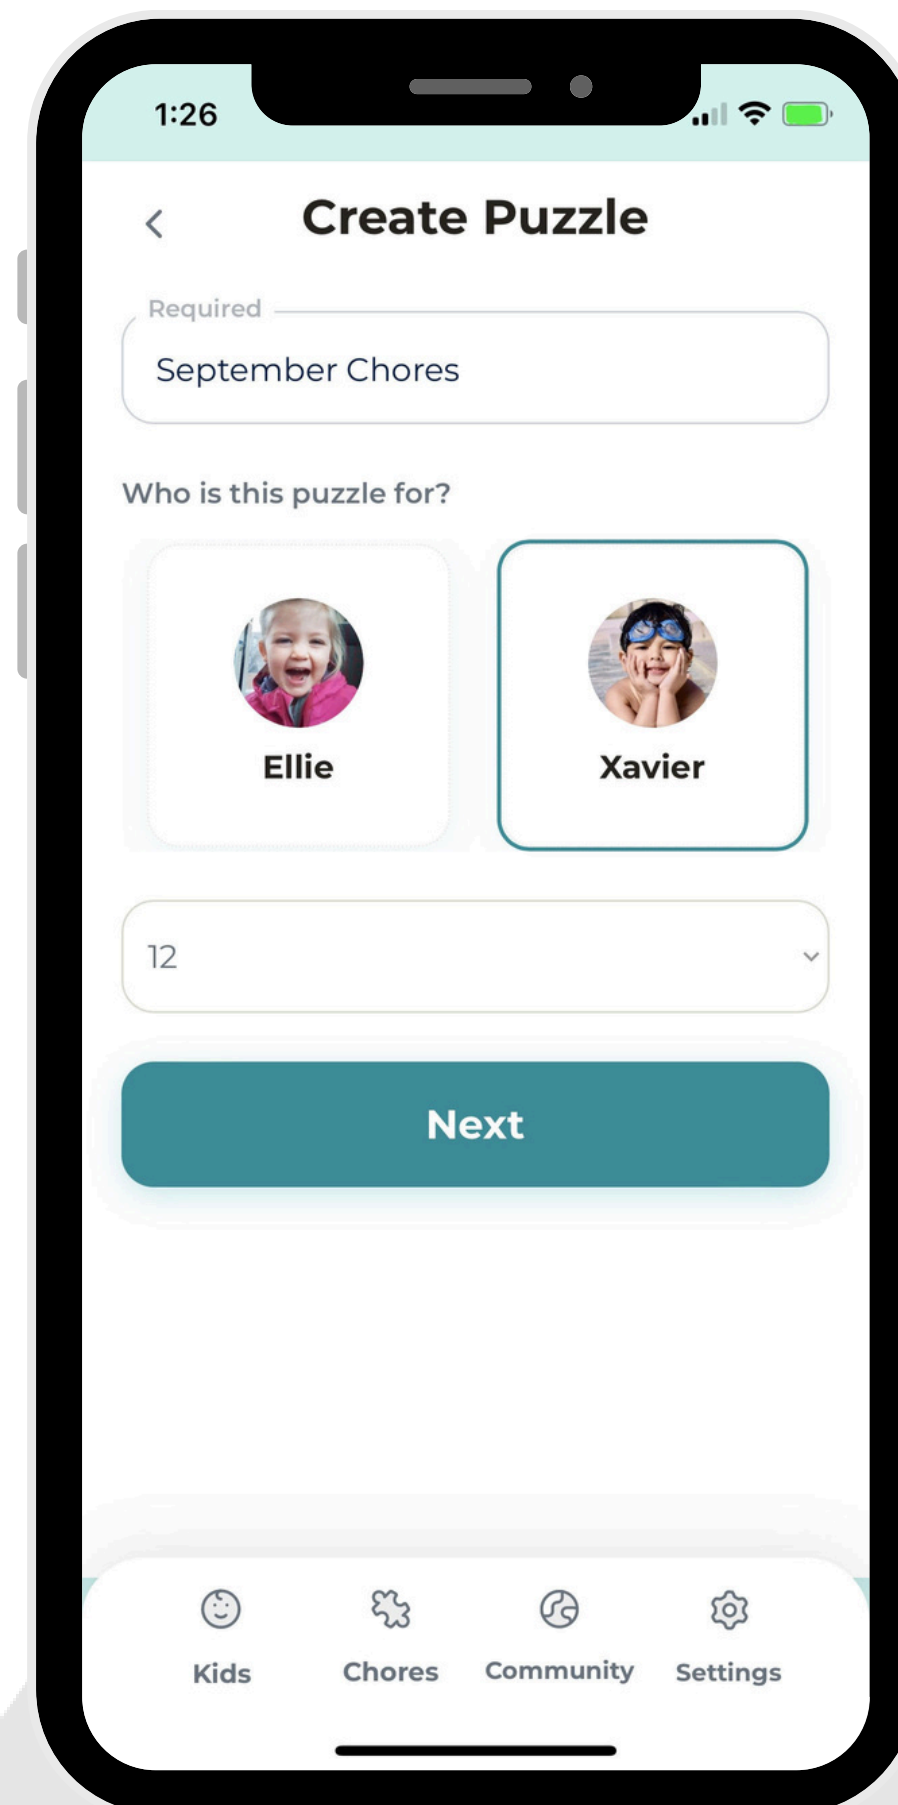 1:26
Create Puzzle
Required
September Chores
Who is this puzzle for?
Ellie Xavier
12
Next
Kids Chores Community Settings